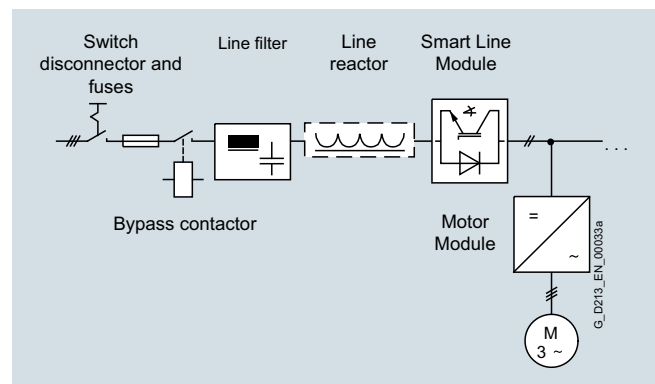 Switch
disconnector and
fuses
Line filter
Line
reactor
Smart Line
Module
Bypass contactor
. . .
Motor
Module
=
~
G_D213_EN_00033a
M
3 ~